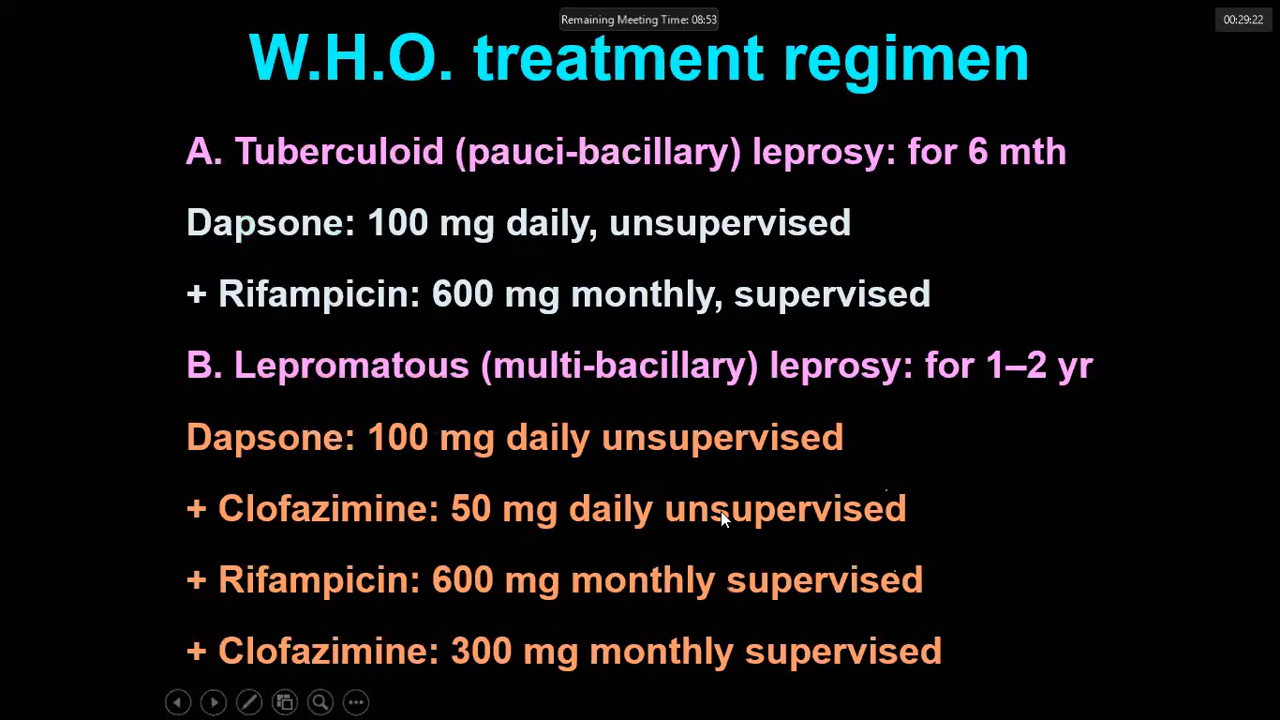 Remaining Meeting Time: 08:53
00:29:22
W.H.O. treatment regimen
A. Tuberculoid (pauci-bacillary) leprosy: for 6 mth
Dapsone: 100 mg daily, unsupervised
+ Rifampicin: 600 mg monthly, supervised
B. Lepromatous (multi-bacillary) leprosy: for 1–2 yr
Dapsone: 100 mg daily unsupervised
+ Clofazimine: 50 mg daily unsupervised
+ Rifampicin: 600 mg monthly supervised
+ Clofazimine: 300 mg monthly supervised